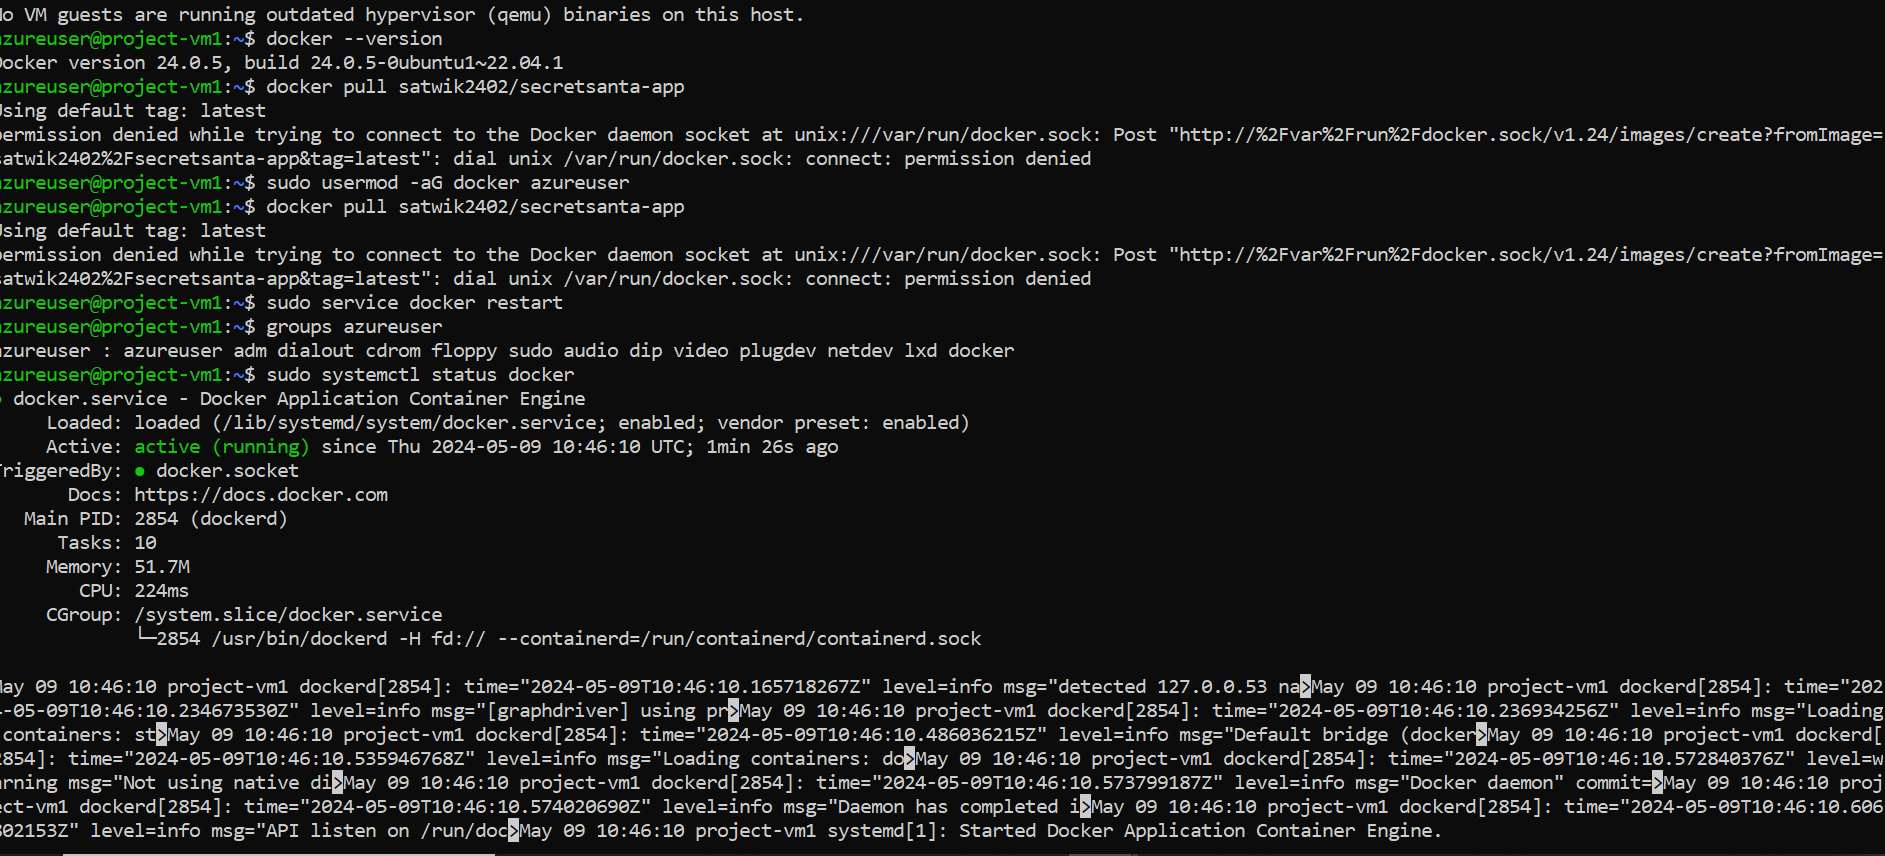 No VM guests are running outdated hypervisor (qemu) binaries on this host.
azureuser@project-vm1:~$ docker --version
Docker version 24.0.5, build 24.0.5-0ubuntu1~22.04.1
azureuser@project-vm1:~$ docker pull satwik2402/secretsanta-app
Using default tag: latest
permission denied while trying to connect to the Docker daemon socket at unix:///var/run/docker.sock: Post "http://%2Fvar%2Frun%2Fdocker.sock/v1.24/images/create?fromImage=
satwik2402%2Fsecretsanta-app&tag=latest": dial unix /var/run/docker.sock: connect: permission denied
azureuser@project-vm1:~$ sudo usermod -aG docker azureuser
azureuser@project-vm1:~$ docker pull satwik2402/secretsanta-app
Using default tag: latest
permission denied while trying to connect to the Docker daemon socket at unix:///var/run/docker.sock: Post "http://%2Fvar%2Frun%2Fdocker.sock/v1.24/images/create?fromImage=
satwik2402%2Fsecretsanta-app&tag=latest": dial unix /var/run/docker.sock: connect: permission denied
azureuser@project-vm1:~$ sudo service docker restart
azureuser@project-vm1:~$ groups azureuser
azureuser : azureuser adm dialout cdrom floppy sudo audio dip video plugdev netdev lxd docker
azureuser@project-vm1:~$ sudo systemctl status docker
● docker.service - Docker Application Container Engine
Loaded: loaded (/lib/systemd/system/docker.service; enabled; vendor preset: enabled)
Active: active (running) since Thu 2024-05-09 10:46:10 UTC; 1min 26s ago
TriggeredBy: ● docker.socket
Docs: https://docs.docker.com
Main PID: 2854 (dockerd)
Tasks: 10
Memory: 51.7M
CPU: 224ms
CGroup: /system.slice/docker.service
└─2854 /usr/bin/dockerd -H fd:// --containerd=/run/containerd/containerd.sock
May 09 10:46:10 project-vm1 dockerd[2854]: time="2024-05-09T10:46:10.165718267Z" level=info msg="detected 127.0.0.53 na>May 09 10:46:10 project-vm1 dockerd[2854]: time="202
4-05-09T10:46:10.234673530Z" level=info msg="[graphdriver] using pr>May 09 10:46:10 project-vm1 dockerd[2854]: time="2024-05-09T10:46:10.236934256Z" level=info msg="Loading
containers: st>May 09 10:46:10 project-vm1 dockerd[2854]: time="2024-05-09T10:46:10.486036215Z" level=info msg="Default bridge (docker>May 09 10:46:10 project-vm1 dockerd[
2854]: time="2024-05-09T10:46:10.535946768Z" level=info msg="Loading containers: do>May 09 10:46:10 project-vm1 dockerd[2854]: time="2024-05-09T10:46:10.572840376Z" level=w
arning msg="Not using native di>May 09 10:46:10 project-vm1 dockerd[2854]: time="2024-05-09T10:46:10.573799187Z" level=info msg="Docker daemon" commit=>May 09 10:46:10 proj
ect-vm1 dockerd[2854]: time="2024-05-09T10:46:10.574020690Z" level=info msg="Daemon has completed i>May 09 10:46:10 project-vm1 dockerd[2854]: time="2024-05-09T10:46:10.606
802153Z" level=info msg="API listen on /run/doc>May 09 10:46:10 project-vm1 systemd[1]: Started Docker Application Container Engine.